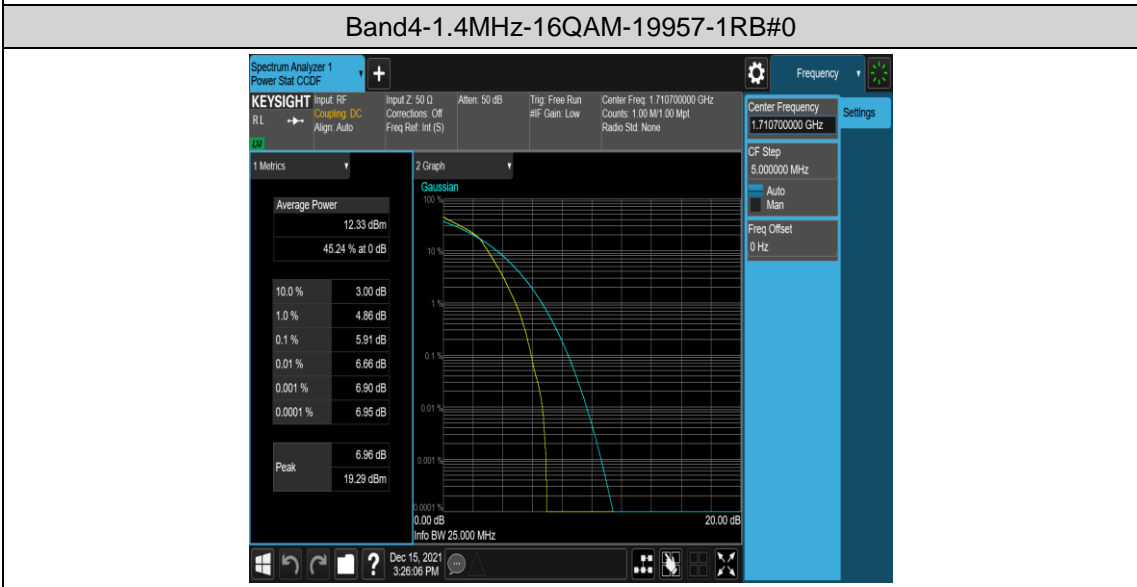 Band4-1.4MHz-16QAM-19957-1RB#0
Spectrum Analyzer 1
Power Stat CCDF
Frequency
KEYSIGHT
RL
LXI
Input: RF
Coupling: DC
Align: Auto
Input Z: 50 Ω
Corrections: Off
Freq Ref: Int (S)
Atten: 50 dB
Trig: Free Run
#IF Gain: Low
Center Freq: 1.710700000 GHz
Counts: 1.00 M/1.00 Mpt
Radio Std: None
Center Frequency
1.710700000 GHz
Settings
CF Step
5.000000 MHz
Auto
Man
Freq Offset
0 Hz
1 Metrics
Average Power
12.33 dBm
45.24 % at 0 dB
10.0 % 3.00 dB
1.0 % 4.86 dB
0.1 % 5.91 dB
0.01 % 6.66 dB
0.001 % 6.90 dB
0.0001 % 6.95 dB
Peak
6.96 dB
19.29 dBm
2 Graph
Gaussian
100 %
10 %
1 %
0.1 %
0.01 %
0.001 %
0.0001 %
0.00 dB 20.00 dB
Info BW 25.000 MHz
Dec 15, 2021
3:26:06 PM